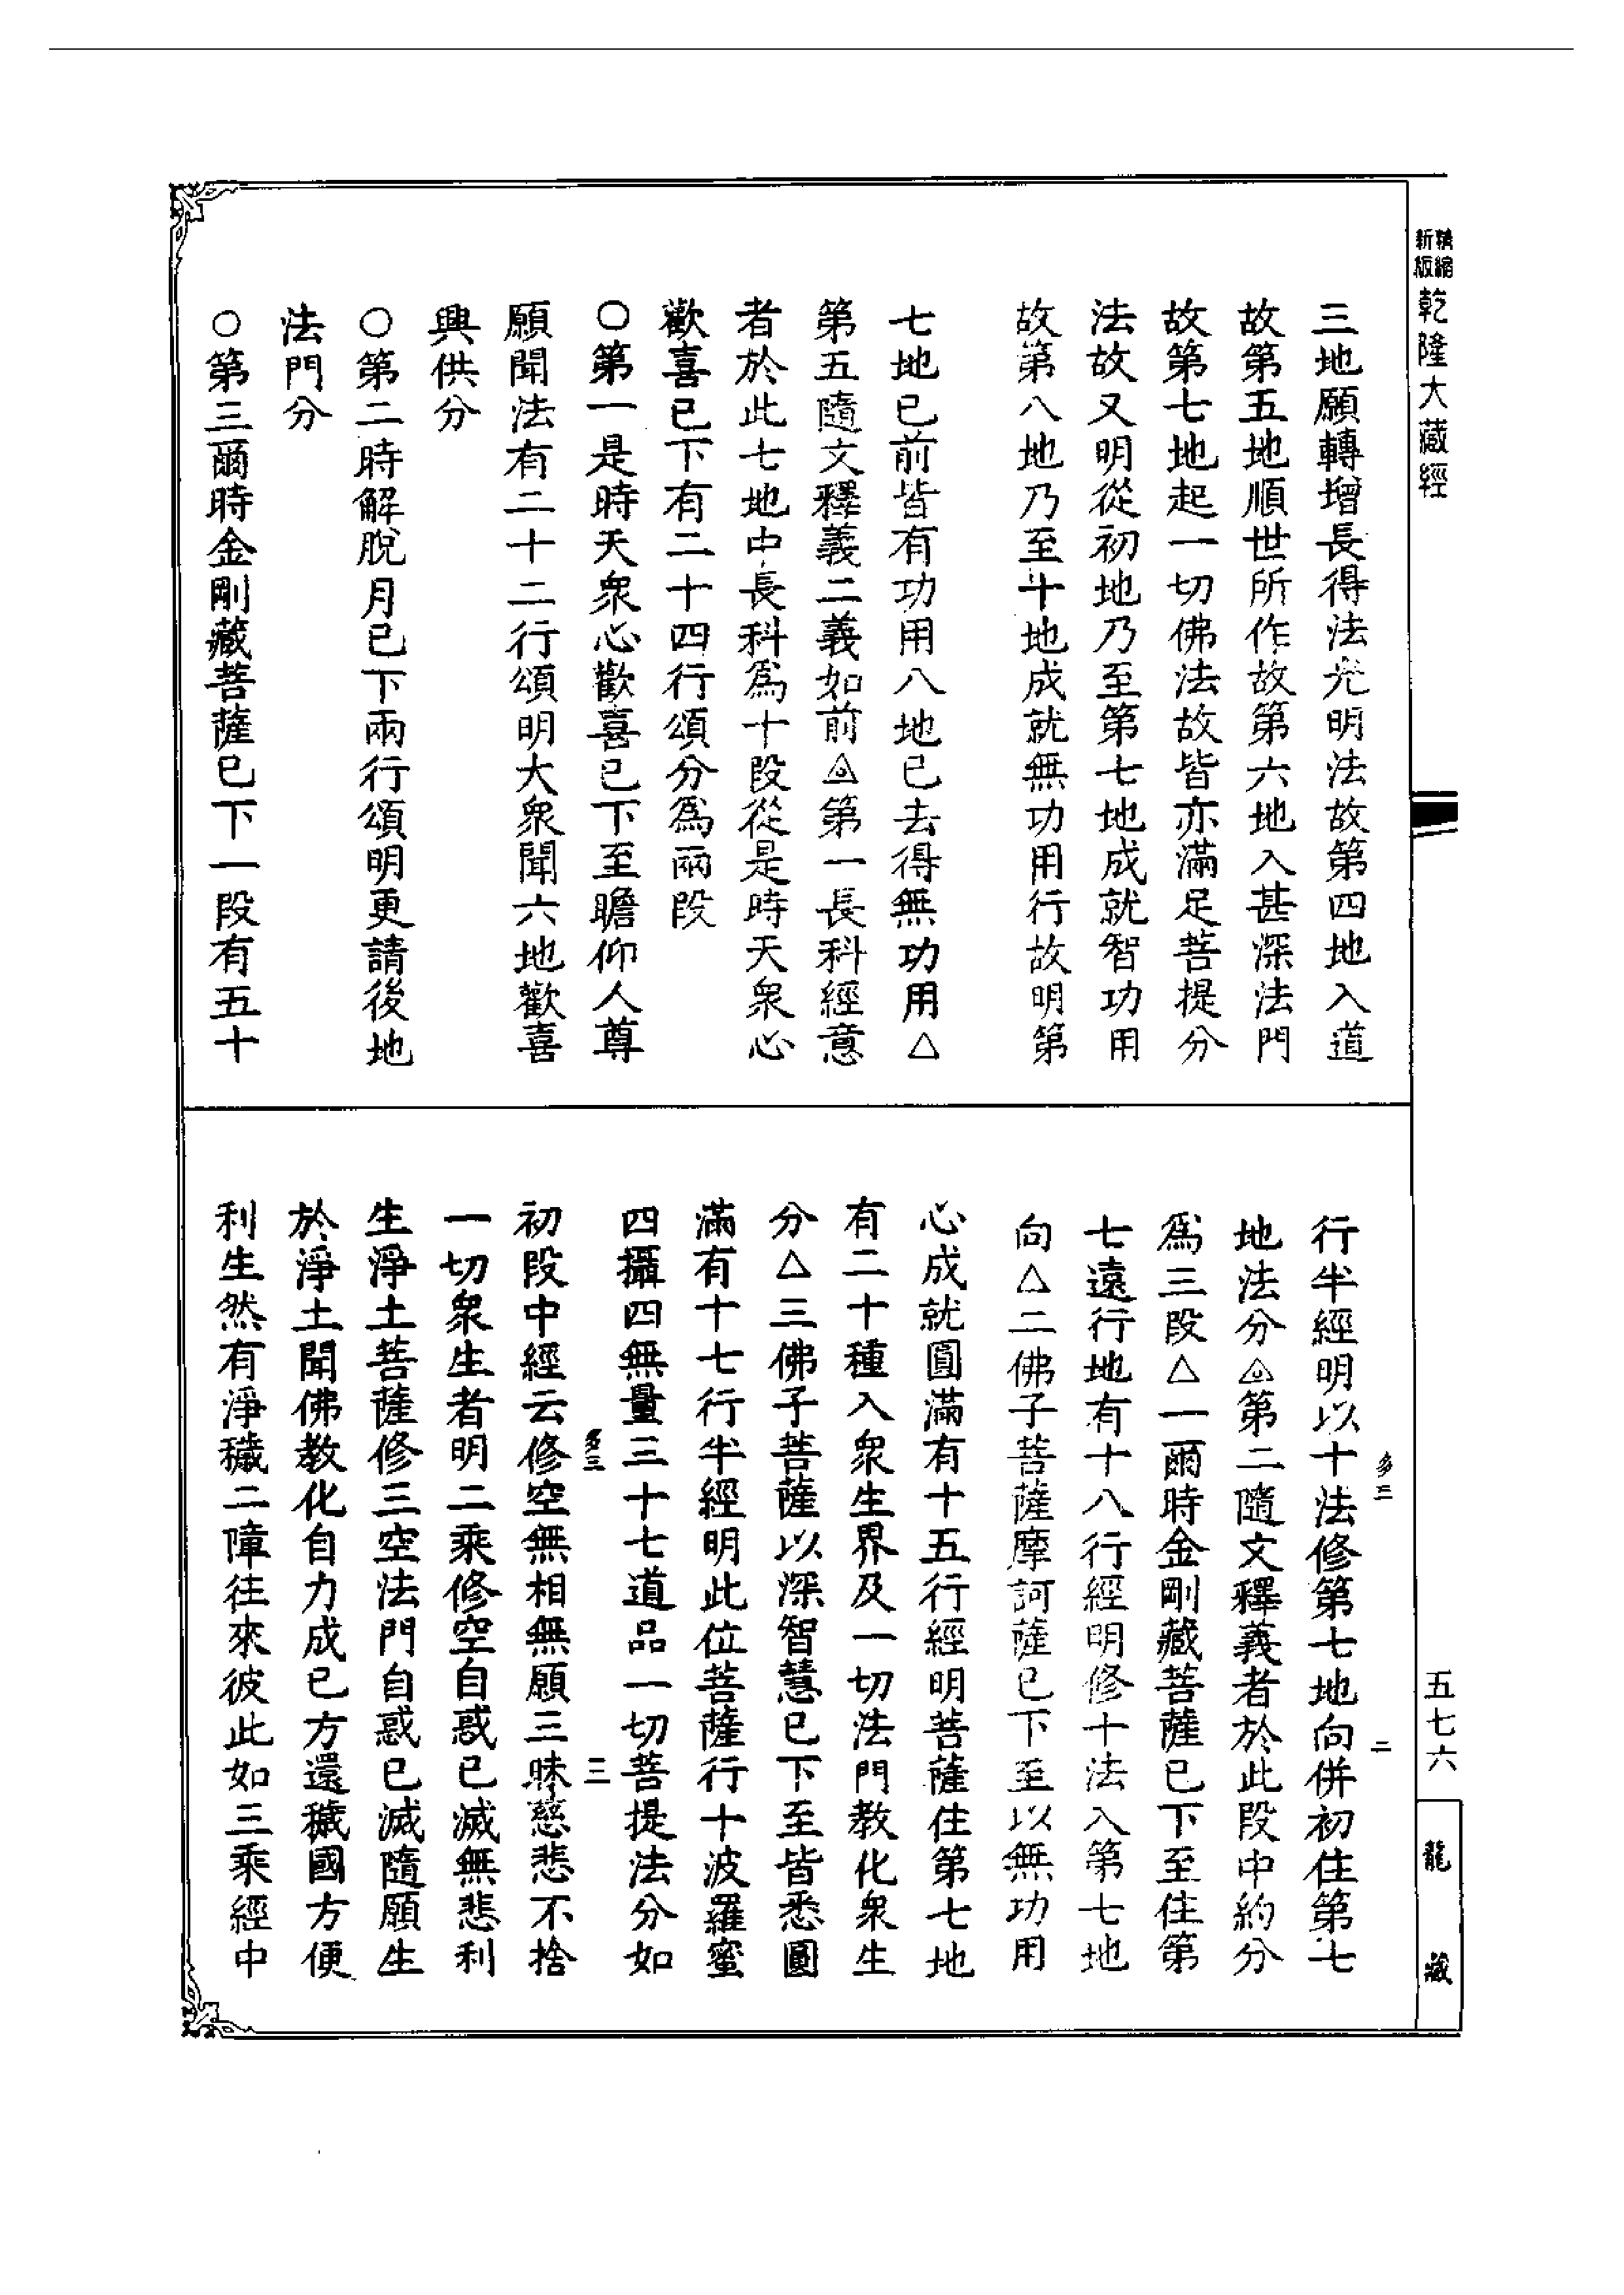 精縮新版乾隆大藏經
三地願轉增長得法光明法故第四地入道
故第五地順世所作故第六地入甚深法門
故第七地起一切佛法故皆亦滿足菩提分
法故又明從初地乃至第七地成就智功用
故第八地乃至十地成就無功用行故明第
七地已前皆有功用八地已去得無功用△
第五隨文釋義二義如前△第一長科經意
者於此七地中長科為十段從是時天衆心
歡喜已下有二十四行頌分為兩段
○第一是時天衆心歡喜已下至瞻仰人尊
願聞法有二十二行頌明大衆聞六地歡喜
興供分
○第二時解脫月已下兩行頌明更請後地
法門分
○第三爾時金剛藏菩薩已下一段有五十
多三
二
行半經明以十法修第七地向併初住第七
地法分△第二隨文釋義者於此段中約分
為三段△一爾時金剛藏菩薩已下至住第
七遠行地有十八行經明修十法入第七地
向△二佛子菩薩摩訶薩已下至以無功用
心成就圓滿有十五行經明菩薩住第七地
有二十種入衆生界及一切法門教化衆生
分△三佛子菩薩以深智慧已下至皆悉圓
滿有十七行半經明此位菩薩行十波羅蜜
四攝四無量三十七道品一切菩提法分如
多三
三
初段中經云修空無相無願三昧慈悲不捨
一切衆生者明二乘修空自惑已滅無悲利
生淨土菩薩修三空法門自惑已滅隨願生
於淨土聞佛教化自力成已方還穢國方便
利生然有淨穢二障往來彼此如三乘經中
五七六
龍藏